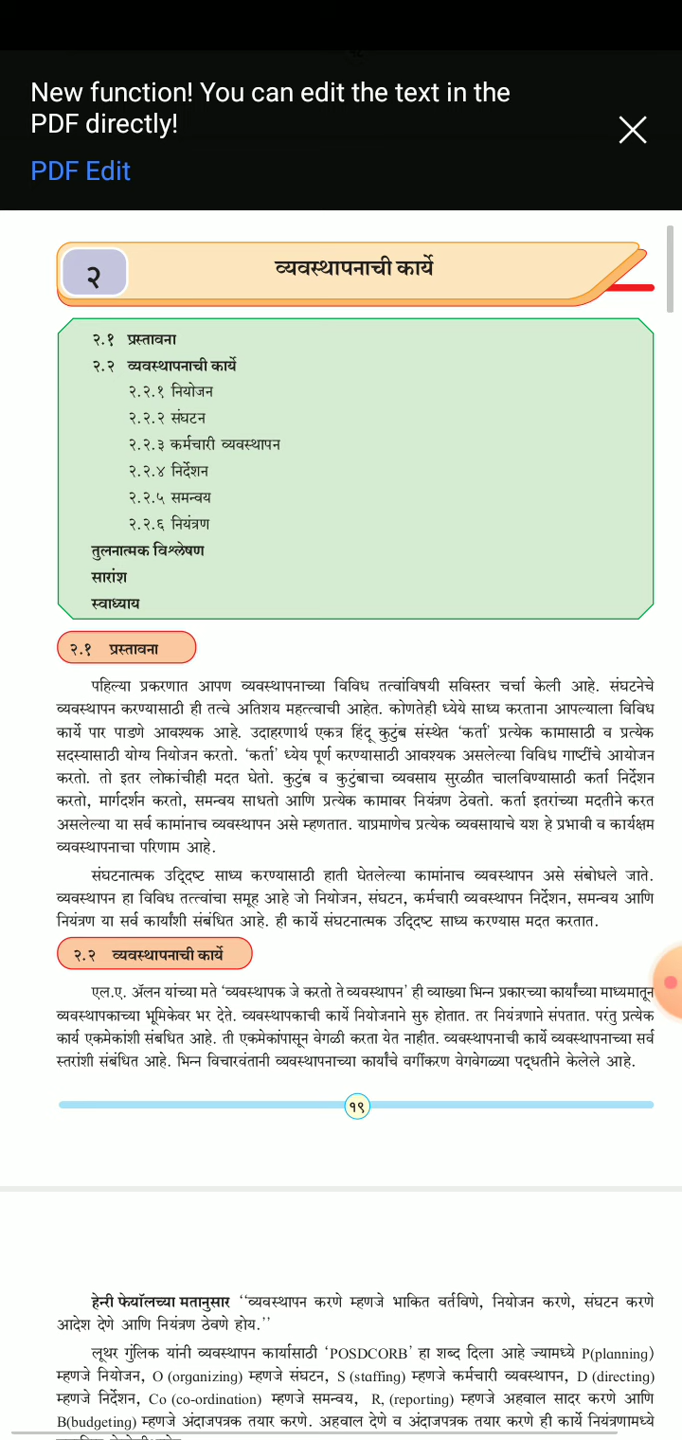 New function! You can edit the text in the
PDF directly!
PDF Edit
२
व्यवस्थापनाची कार्ये
२.१ प्रस्तावना
२.२ व्यवस्थापनाची कार्ये
२.२.१ नियोजन
२.२.२ संघटन
२.२.३ कर्मचारी व्यवस्थापन
२.२.४ निर्देशन
२.२.५ समन्वय
२.२.६ नियंत्रण
तुलनात्मक विश्लेषण
सारांश
स्वाध्याय
२.१ प्रस्तावना
पहिल्या प्रकरणात आपण व्यवस्थापनाच्या विविध तत्वांविषयी सविस्तर चर्चा केली आहे. संघटनेचे
व्यवस्थापन करण्यासाठी ही तत्वे अतिशय महत्त्वाची आहेत. कोणतेही ध्येये साध्य करताना आपल्याला विविध
कार्ये पार पाडणे आवश्यक आहे. उदाहरणार्थ एकत्र हिंदू कुटुंब संस्थेत ‘कर्ता’ प्रत्येक कामासाठी व प्रत्येक
सदस्यासाठी योग्य नियोजन करतो. ‘कर्ता’ ध्येय पूर्ण करण्यासाठी आवश्यक असलेल्या विविध गाष्टींचे आयोजन
करतो. तो इतर लोकांचीही मदत घेतो. कुटुंब व कुटुंबाचा व्यवसाय सुरळीत चालविण्यासाठी कर्ता निर्देशन
करतो, मार्गदर्शन करतो, समन्वय साधतो आणि प्रत्येक कामावर नियंत्रण ठेवतो. कर्ता इतरांच्या मदतीने करत
असलेल्या या सर्व कामांनाच व्यवस्थापन असे म्हणतात. याप्रमाणेच प्रत्येक व्यवसायाचे यश हे प्रभावी व कार्यक्षम
व्यवस्थापनाचा परिणाम आहे.
संघटनात्मक उद्दिष्ट साध्य करण्यासाठी हाती घेतलेल्या कामांनाच व्यवस्थापन असे संबोधले जाते.
व्यवस्थापन हा विविध तत्त्वांचा समूह आहे जो नियोजन, संघटन, कर्मचारी व्यवस्थापन निर्देशन, समन्वय आणि
नियंत्रण या सर्व कार्यांशी संबंधित आहे. ही कार्ये संघटनात्मक उद्दिष्ट साध्य करण्यास मदत करतात.
२.२ व्यवस्थापनाची कार्ये
एल.ए. ॲलन यांच्या मते ‘व्यवस्थापक जे करतो ते व्यवस्थापन’ ही व्याख्या भिन्न प्रकारच्या कार्यांच्या माध्यमातून
व्यवस्थापकाच्या भूमिकेवर भर देते. व्यवस्थापकाची कार्ये नियोजनाने सुरु होतात. तर नियंत्रणाने संपतात. परंतु प्रत्येक
कार्य एकमेकांशी संबधित आहे. ती एकमेकांपासून वेगळी करता येत नाहीत. व्यवस्थापनाची कार्ये व्यवस्थापनाच्या सर्व
स्तरांशी संबंधित आहे. भिन्न विचारवंतानी व्यवस्थापनाच्या कार्यांचे वर्गीकरण वेगवेगळ्या पद्धतीने केलेले आहे.
१९
हेन्री फेयॉलच्या मतानुसार ‘‘व्यवस्थापन करणे म्हणजे भाकित वर्तविणे, नियोजन करणे, संघटन करणे
आदेश देणे आणि नियंत्रण ठेवणे होय.’’
लूथर गुंलिक यांनी व्यवस्थापन कार्यासाठी ‘POSDCORB’ हा शब्द दिला आहे ज्यामध्ये P(planning)
म्हणजे नियोजन, O (organizing) म्हणजे संघटन, S (staffing) म्हणजे कर्मचारी व्यवस्थापन, D (directing)
म्हणजे निर्देशन, Co (co-ordination) म्हणजे समन्वय, R, (reporting) म्हणजे अहवाल सादर करणे आणि
B(budgeting) म्हणजे अंदाजपत्रक तयार करणे. अहवाल देणे व अंदाजपत्रक तयार करणे ही कार्ये नियंत्रणामध्ये